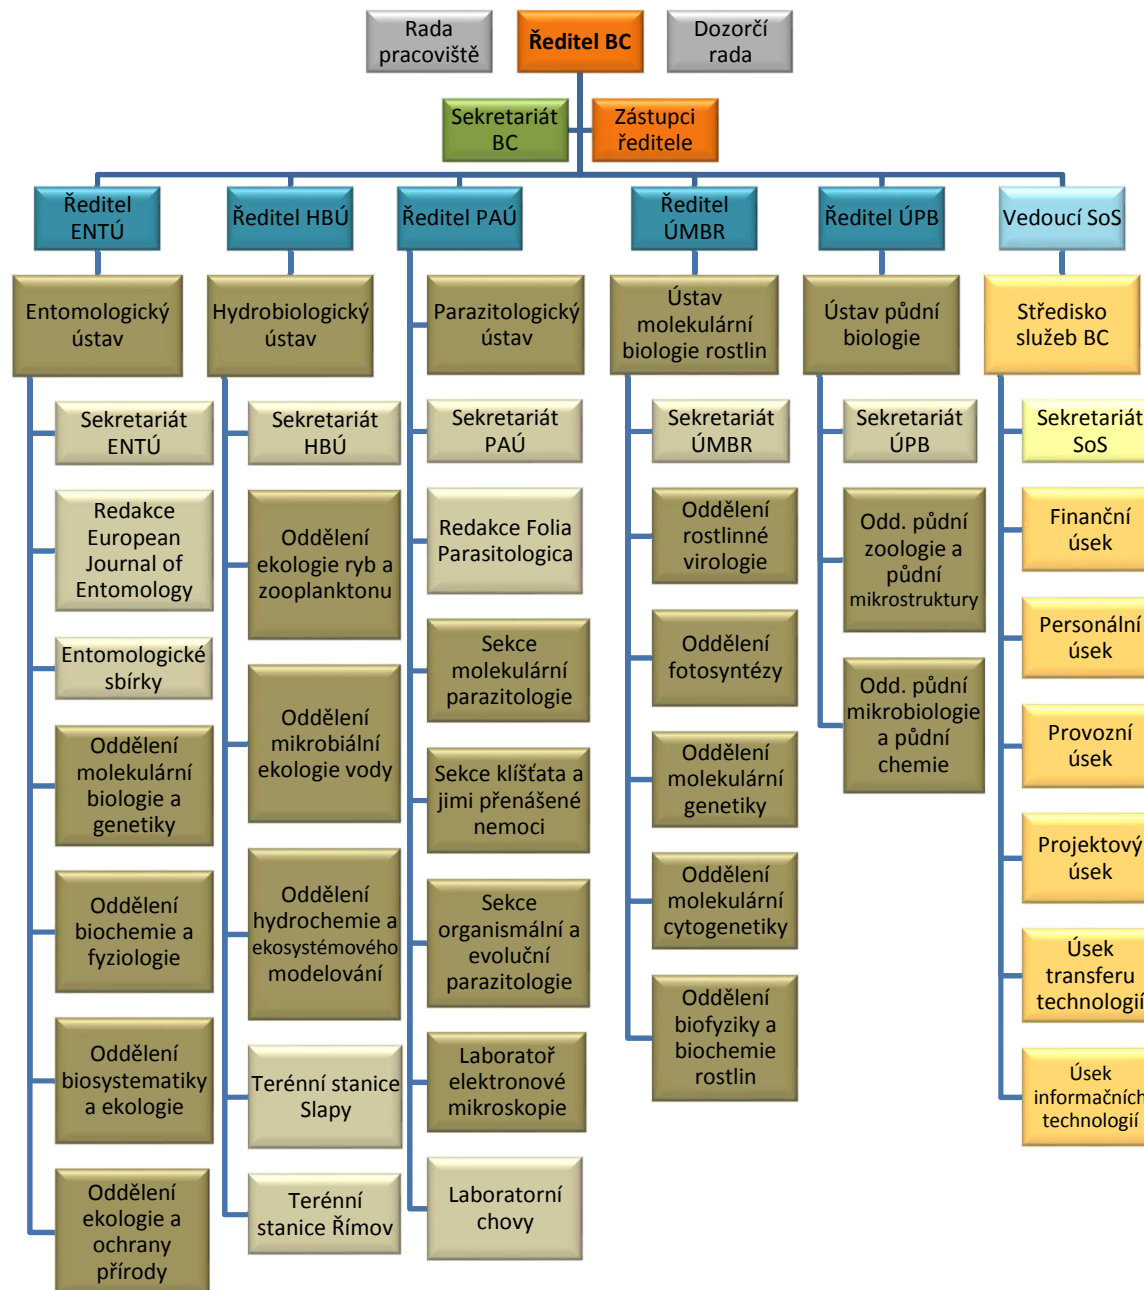 Rada
pracoviště
Ředitel BC
Dozorčí
rada
Sekretariát
BC
Zástupci
ředitele
Ředitel
ENTÚ
Ředitel HBÚ
Ředitel PAÚ
Ředitel
ÚMBR
Ředitel ÚPB
Vedoucí SoS
Entomologický
ústav
Hydrobiologický
ústav
Parazitologický
ústav
Ústav
molekulární
biologie rostlin
Ústav půdní
biologie
Středisko
služeb BC
Sekretariát
ENTÚ
Redakce
European
Journal of
Entomology
Entomologické
sbírky
Oddělení
molekulární
biologie a
genetiky
Oddělení
biochemie a
fyziologie
Oddělení
biosystematiky
a ekologie
Oddělení
ekologie a
ochrany
přírody
Sekretariát
HBÚ
Oddělení
ekologie ryb a
zooplanktonu
Oddělení
mikrobiální
ekologie vody
Oddělení
hydrochemie a
ekosystémového
modelování
Terénní stanice
Slapy
Terénní
stanice Římov
Sekretariát
PAÚ
Redakce Folia
Parasitologica
Sekce
molekulární
parazitologie
Sekce klíšťata a
jimi přenášené
nemoci
Sekce
organismální a
evoluční
parazitologie
Laboratoř
elektronové
mikroskopie
Laboratorní
chovy
Sekretariát
ÚMBR
Oddělení
rostlinné
virologie
Oddělení
fotosyntézy
Oddělení
molekulární
genetiky
Oddělení
molekulární
cytogenetiky
Oddělení
biofyziky a
biochemie
rostlin
Sekretariát
ÚPB
Odd. půdní
zoologie a
půdní
mikrostruktury
Odd. půdní
mikrobiologie
a půdní
chemie
Sekretariát
SoS
Finanční
úsek
Personální
úsek
Provozní
úsek
Projektový
úsek
Úsek
transferu
technologií
Úsek
informačních
technologií